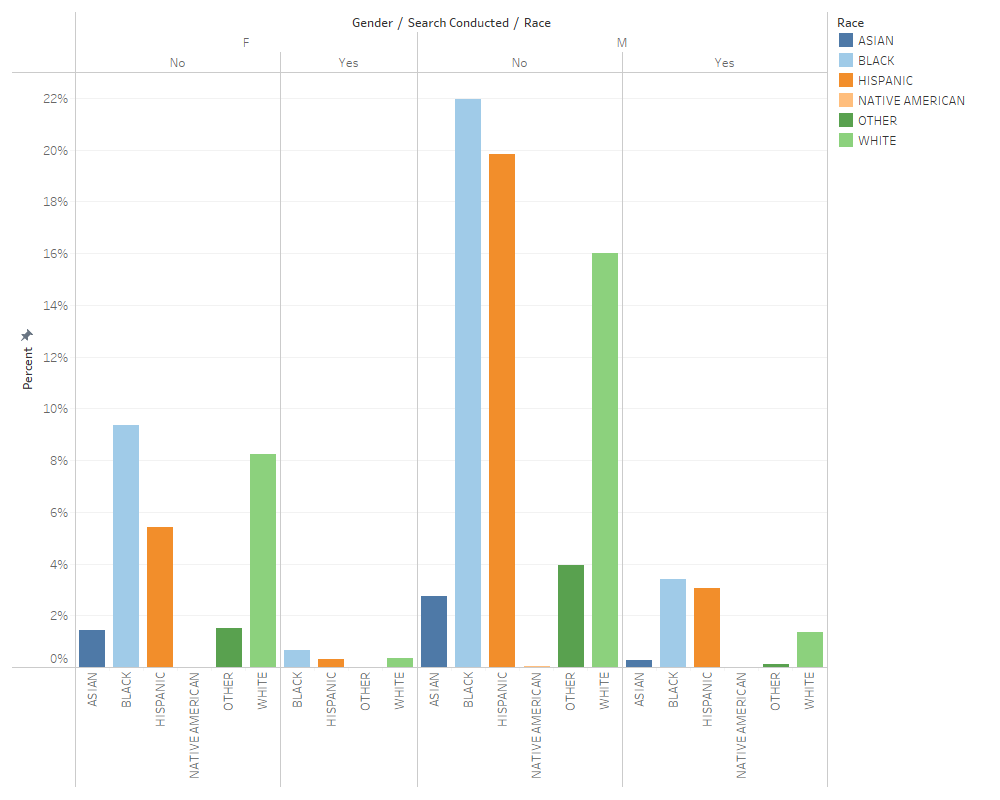 Gender / Search Conducted / Race
F
M
No
Yes
No
Yes
22%
20%
18%
16%
14%
12%
10%
8%
6%
4%
2%
0%
Percent
ASIAN
BLACK
HISPANIC
NATIVE AMERICAN
OTHER
WHITE
BLACK
HISPANIC
OTHER
WHITE
ASIAN
BLACK
HISPANIC
NATIVE AMERICAN
OTHER
WHITE
ASIAN
BLACK
HISPANIC
NATIVE AMERICAN
OTHER
WHITE
Race
ASIAN
BLACK
HISPANIC
NATIVE AMERICAN
OTHER
WHITE